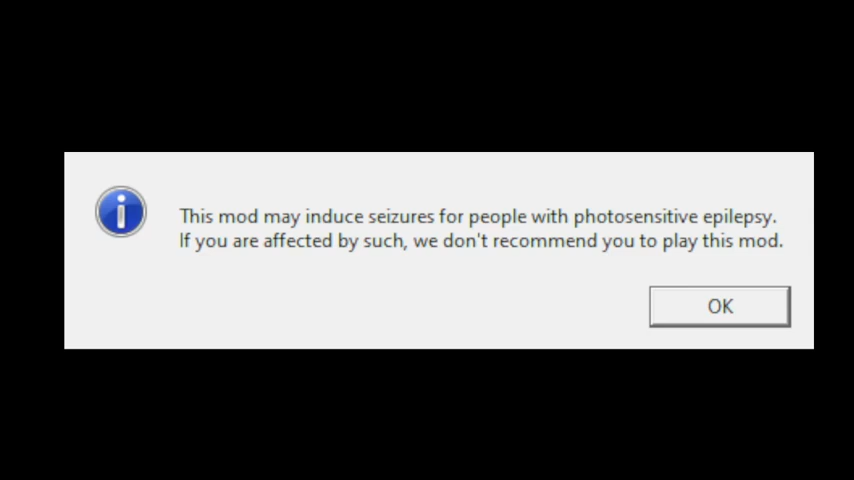 This mod may induce seizures for people with photosensitive epilepsy.
If you are affected by such, we don't recommend you to play this mod.
OK